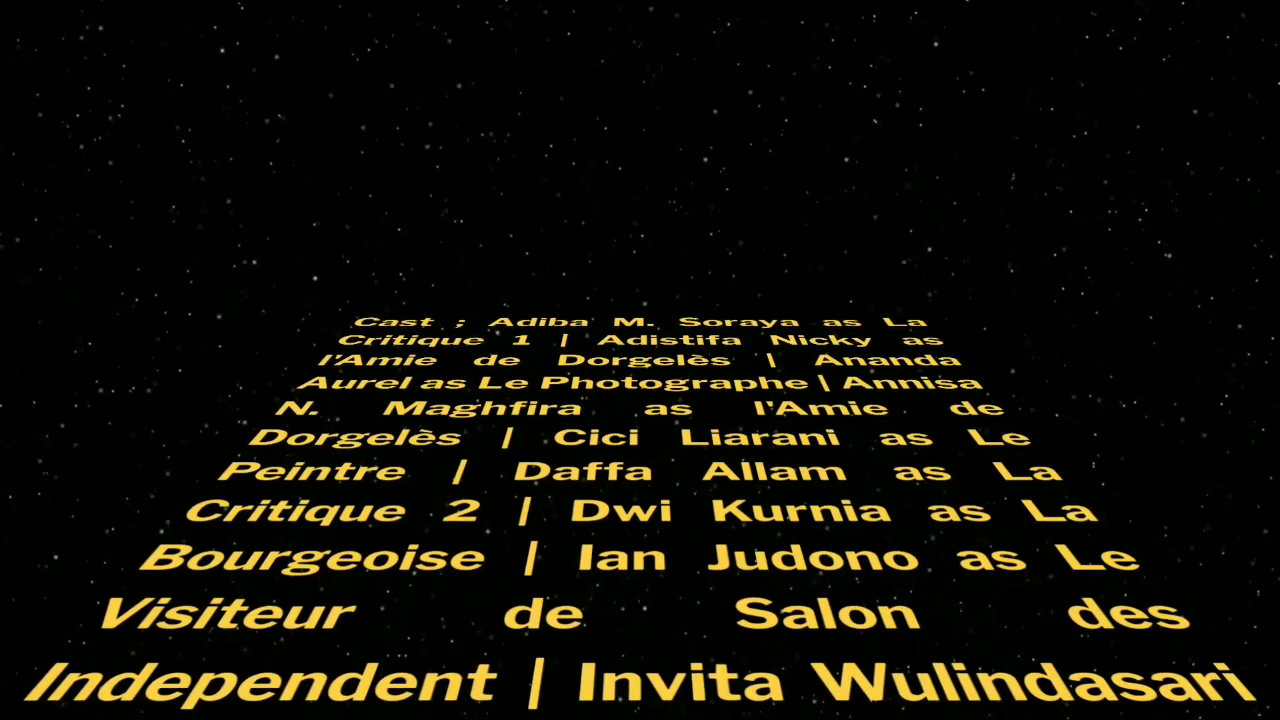 Cast ; Adiba M. Soraya as La
Critique 1 | Adistifa Nicky as
l'Amie de Dorgelès | Ananda
Aurel as Le Photographe | Annisa
N. Maghfira as l'Amie de
Dorgelès | Cici Liarani as Le
Peintre | Daffa Allam as La
Critique 2 | Dwi Kurnia as La
Bourgeoise | Ian Judono as Le
Visiteur de Salon des
Independent | Invita Wulindasari